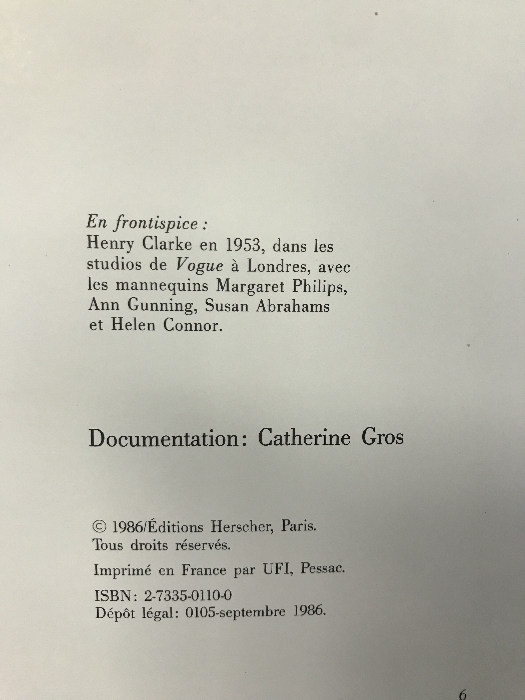 En frontispice :
Henry Clarke en 1953, dans les
studios de Vogue à Londres, avec
les mannequins Margaret Philips,
Ann Gunning, Susan Abrahams
et Helen Connor.
Documentation: Catherine Gros
© 1986/Éditions Herscher, Paris.
Tous droits réservés.
Imprimé en France par UFI, Pessac.
ISBN: 2-7335-0110-0
Dépôt légal: 0105-septembre 1986.
6